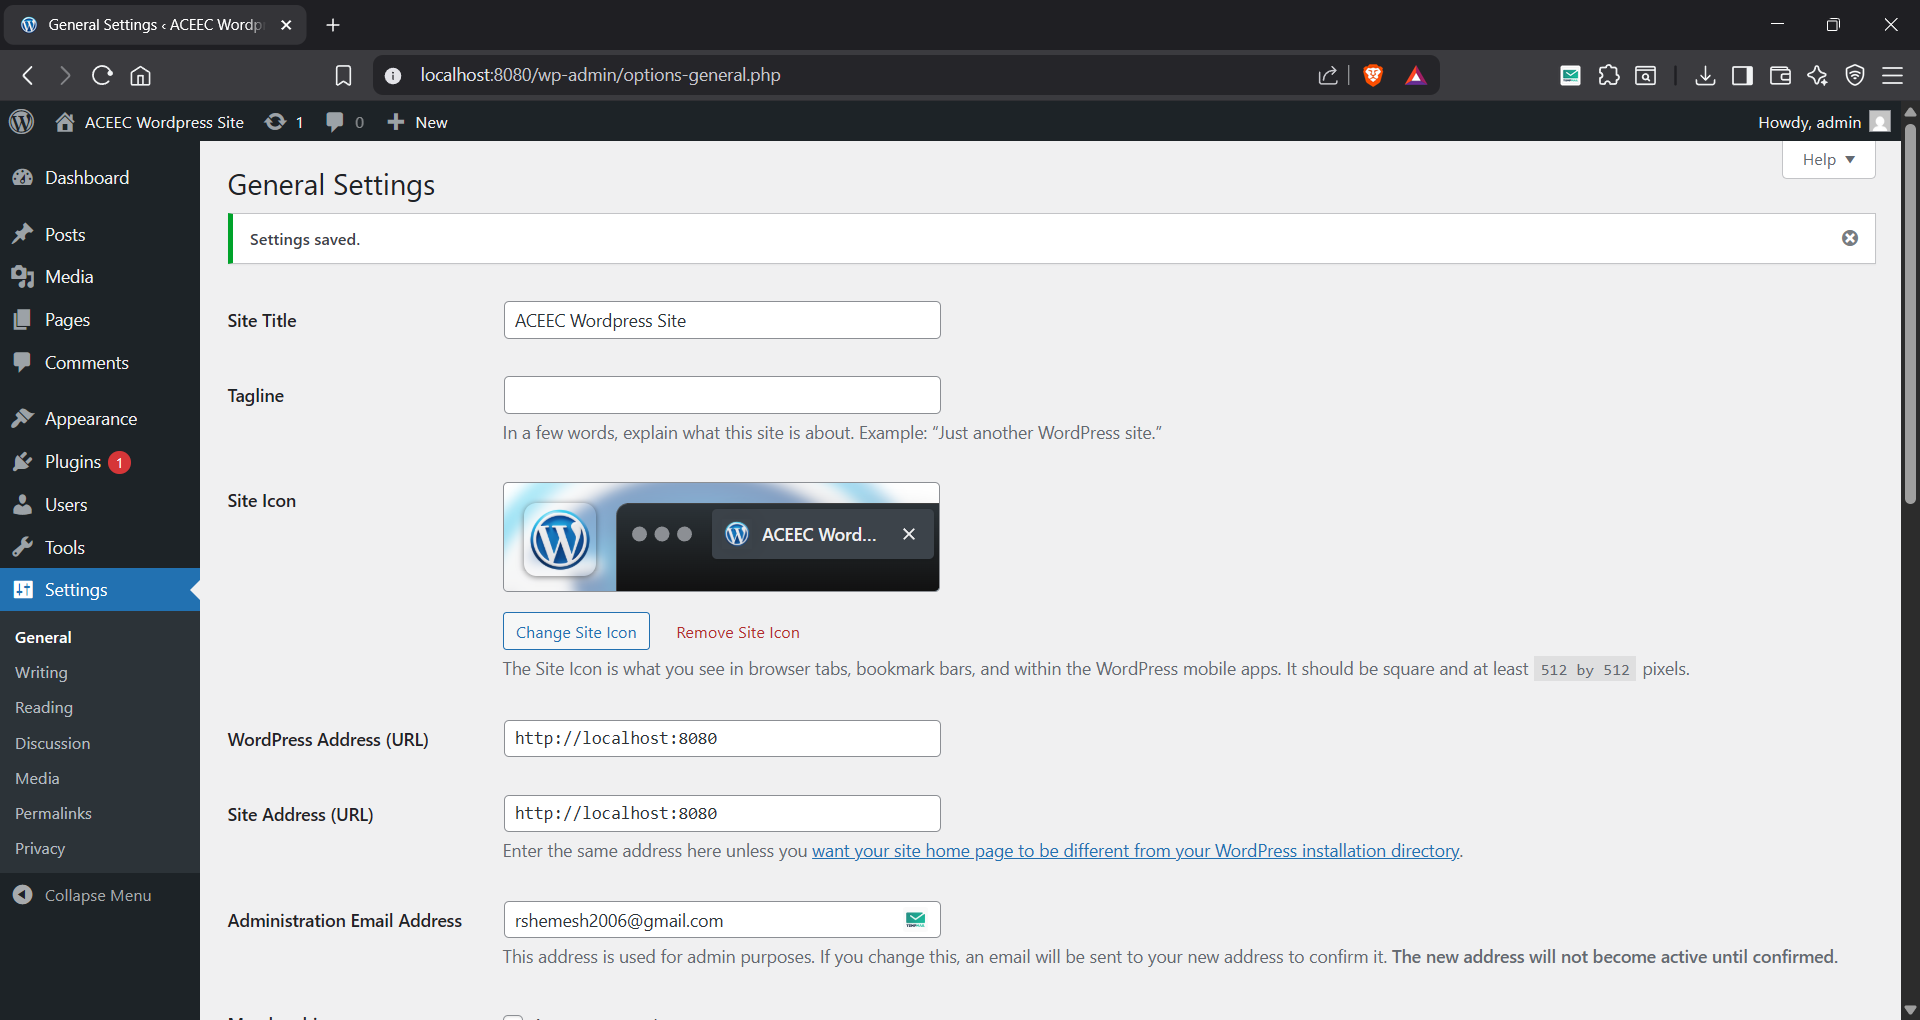 General Settings ‹ ACEEC Wordp
localhost:8080/wp-admin/options-general.php
ACEEC Wordpress Site 1 0 New Howdy, admin
Help
Dashboard
Posts
Media
Pages
Comments
Appearance
Plugins 1
Users
Tools
Settings
General
Writing
Reading
Discussion
Media
Permalinks
Privacy
Collapse Menu
General Settings
Settings saved.
Site Title ACEEC Wordpress Site
Tagline
In a few words, explain what this site is about. Example: “Just another WordPress site.”
Site Icon
ACEEC Word...
Change Site Icon Remove Site Icon
The Site Icon is what you see in browser tabs, bookmark bars, and within the WordPress mobile apps. It should be square and at least 512 by 512 pixels.
WordPress Address (URL) http://localhost:8080
Site Address (URL) http://localhost:8080
Enter the same address here unless you want your site home page to be different from your WordPress installation directory.
Administration Email Address rshemesh2006@gmail.com
This address is used for admin purposes. If you change this, an email will be sent to your new address to confirm it. The new address will not become active until confirmed.